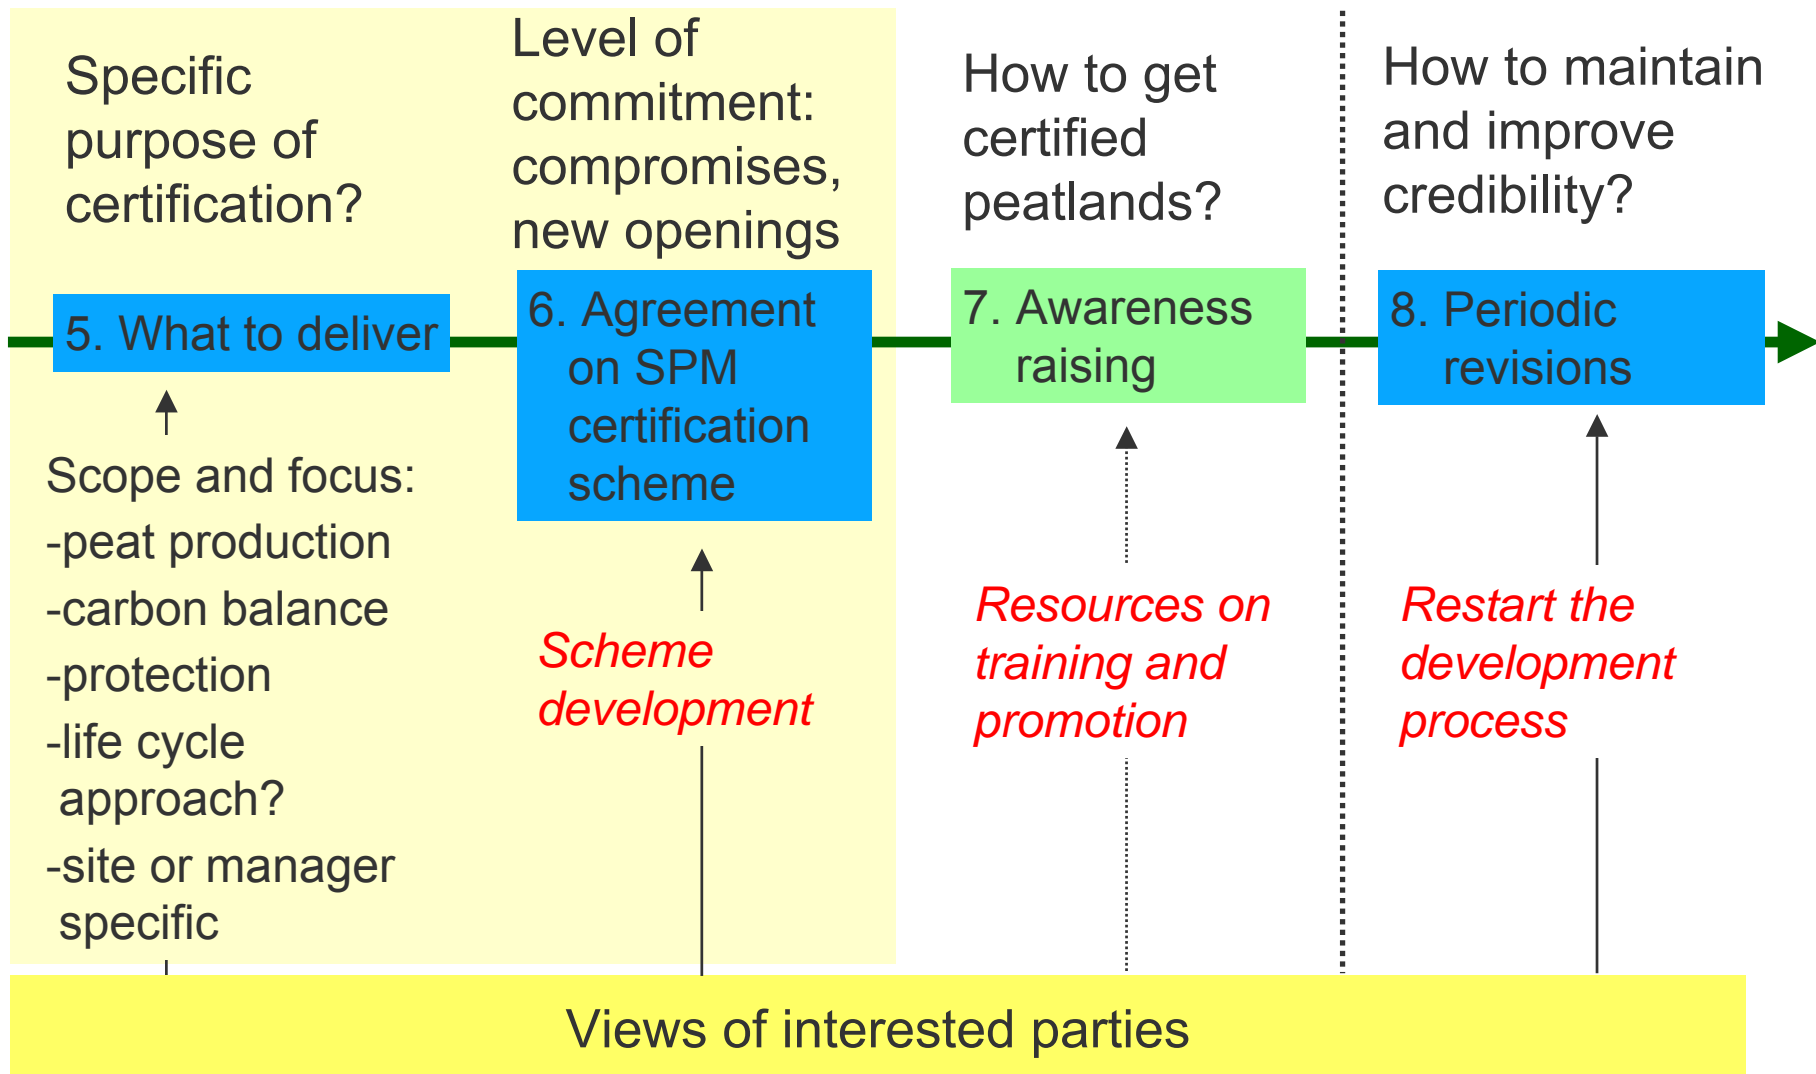 Specific
purpose of
certification?
Level of
commitment:
compromises,
new openings
How to get
certified
peatlands?
How to maintain
and improve
credibility?
5. What to deliver
6. Agreement
on SPM
certification
scheme
7. Awareness
raising
8. Periodic
revisions
Scope and focus:
-peat production
-carbon balance
-protection
-life cycle
approach?
-site or manager
specific
Scheme
development
Resources on
training and
promotion
Restart the
development
process
Views of interested parties